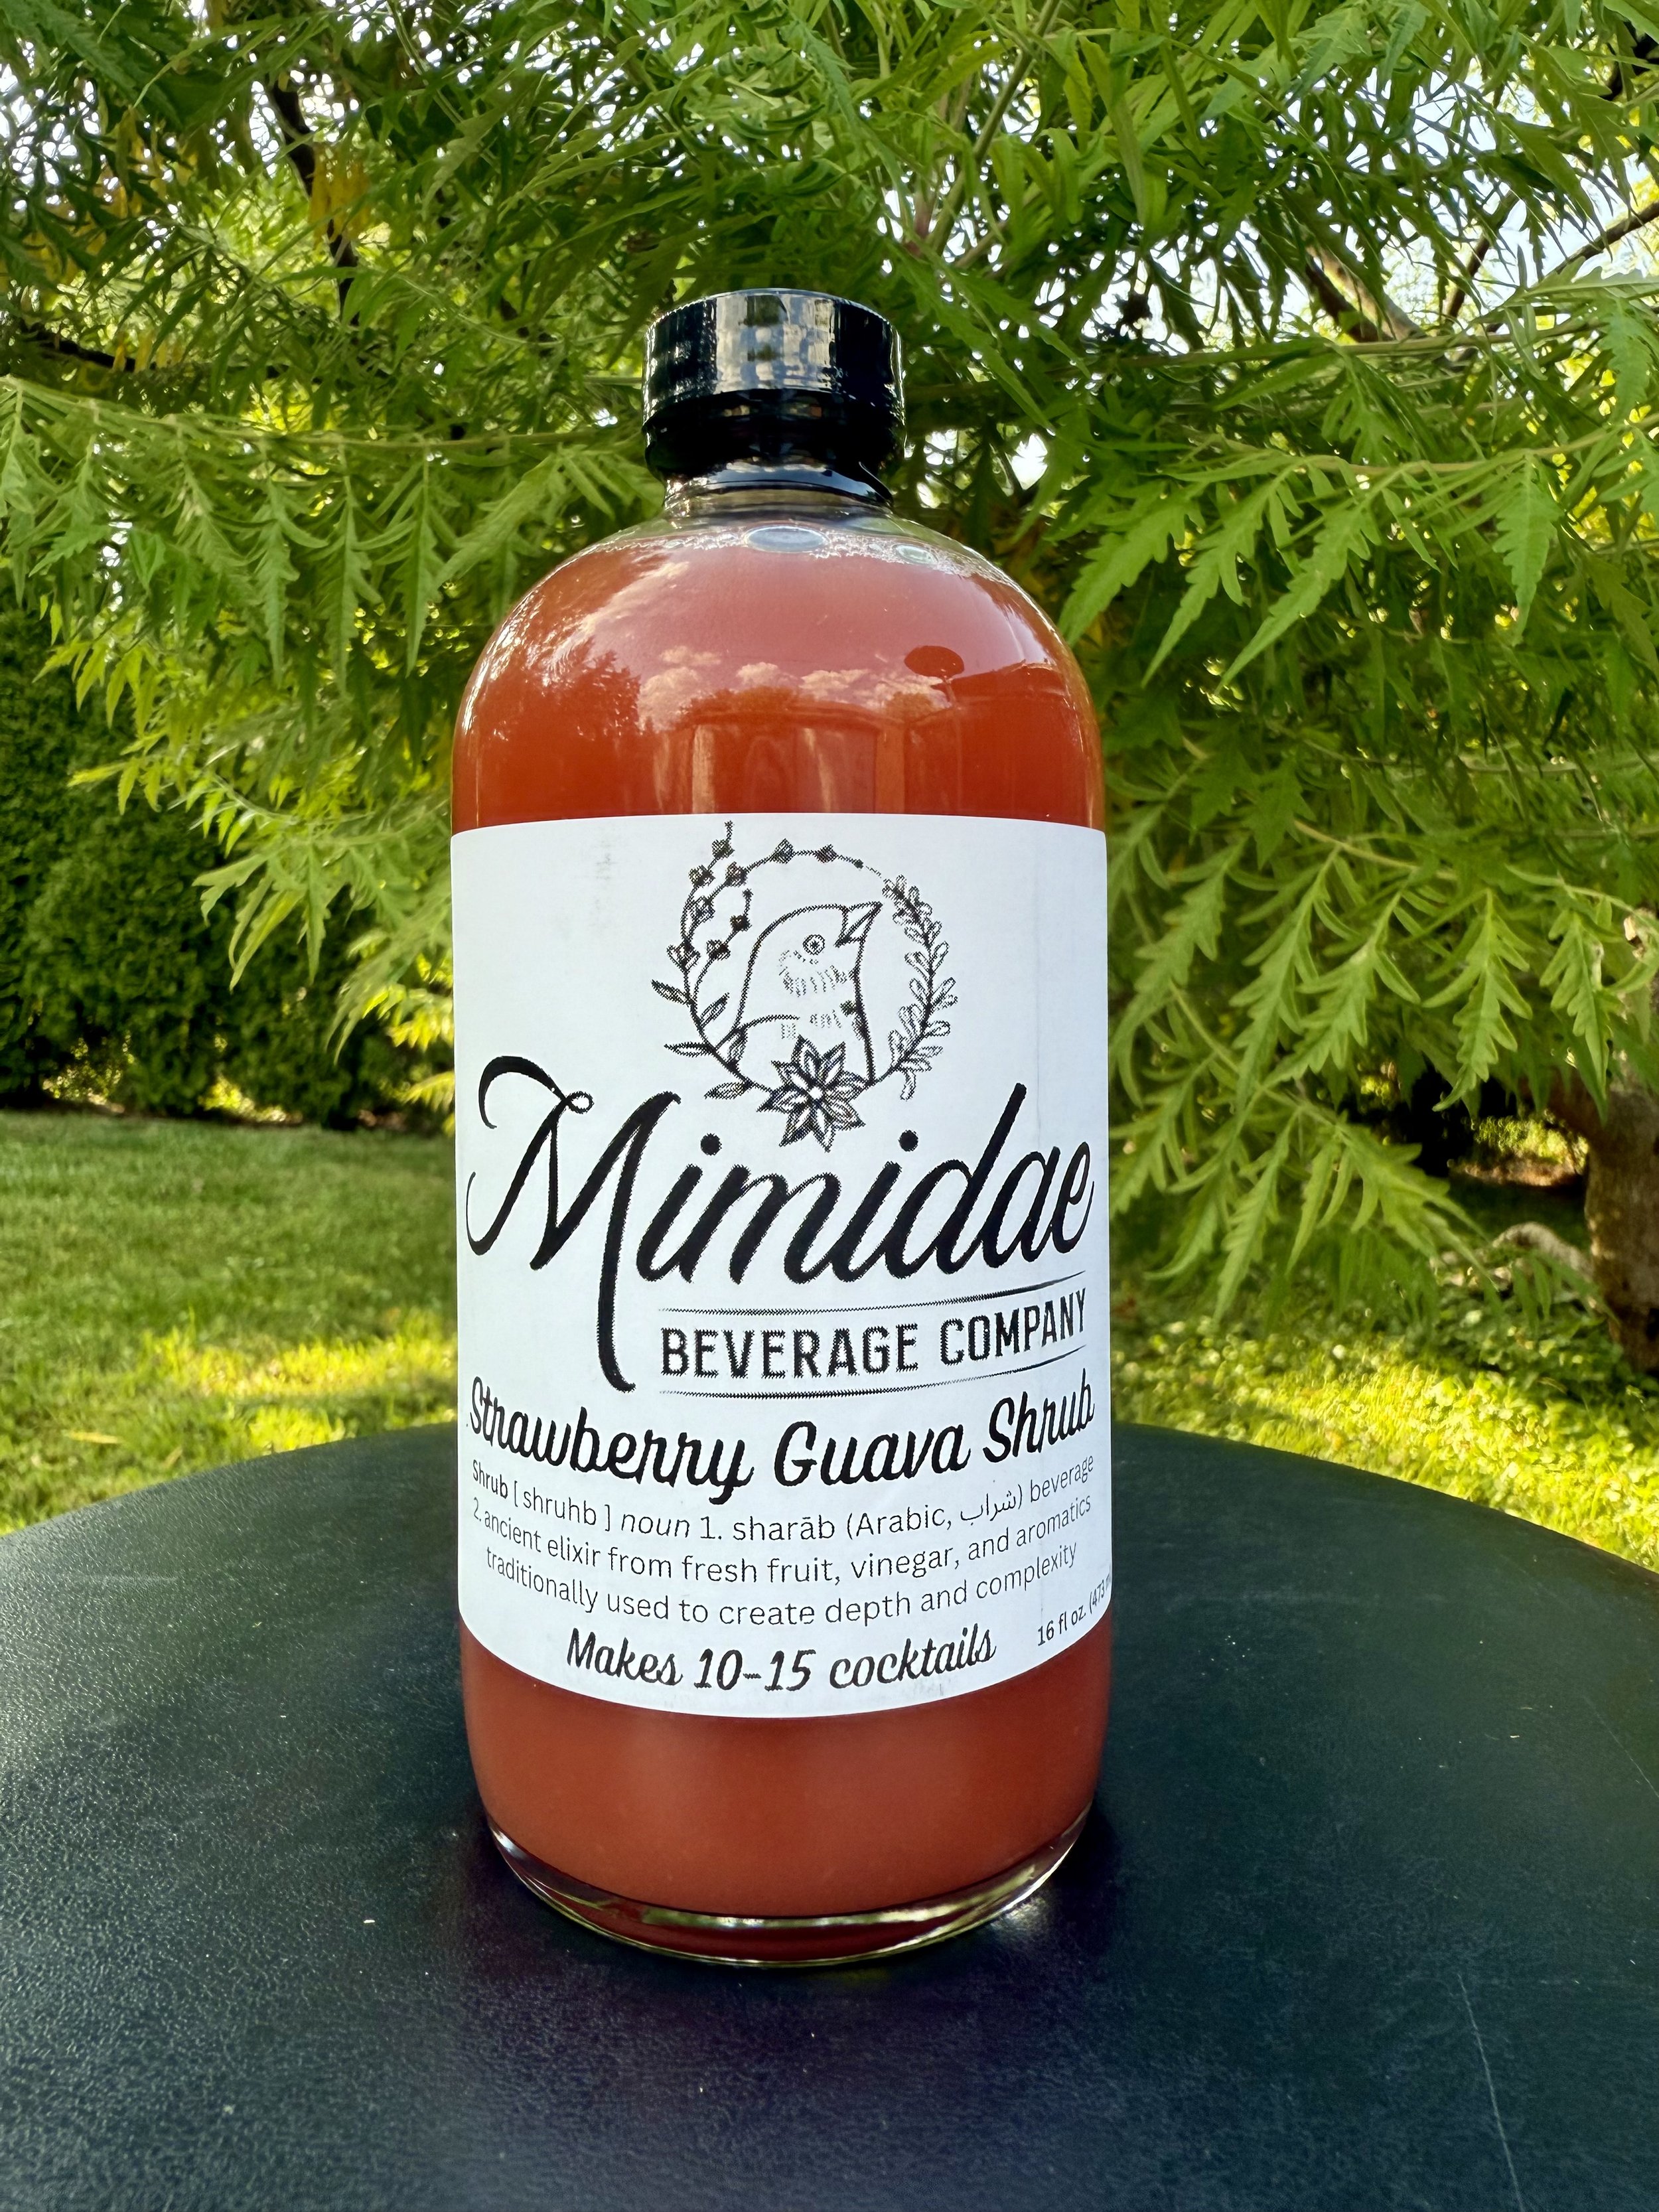 Mimidae
BEVERAGE COMPANY
Strawberry Guava Shrub
Shrub [ shruhb ] noun 1. sharāb (Arabic, شراب) beverage
2. ancient elixir from fresh fruit, vinegar, and aromatics
traditionally used to create depth and complexity
Makes 10-15 cocktails
16 fl oz. (473